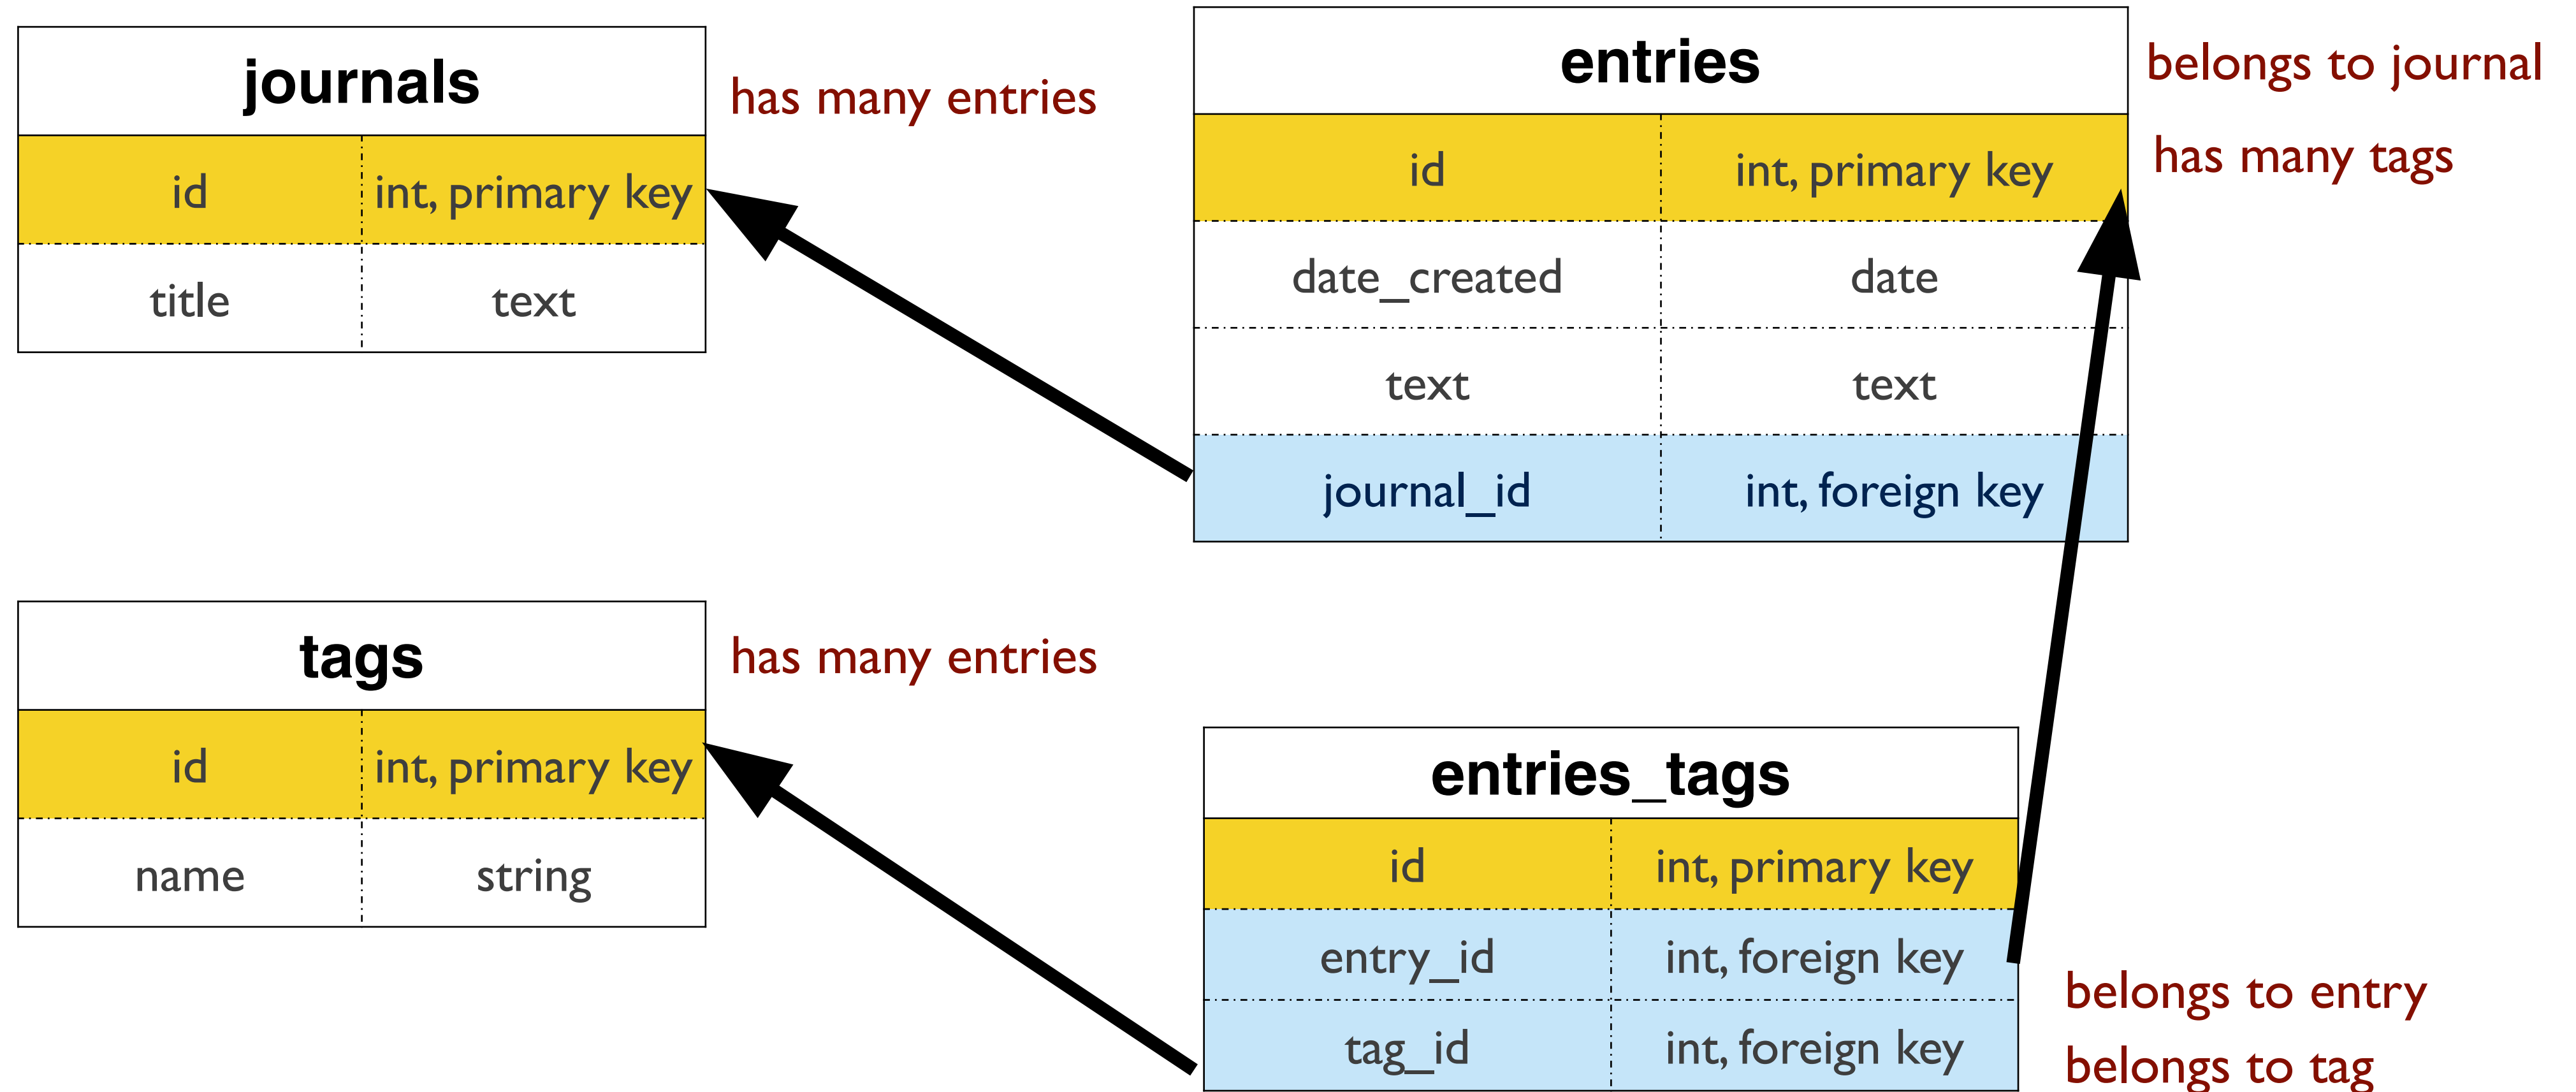 journals
has many entries
id int, primary key
title text
entries
belongs to journal
id int, primary key
has many tags
date_created date
text text
journal_id int, foreign key
tags
has many entries
id int, primary key
name string
entries_tags
id int, primary key
entry_id int, foreign key
belongs to entry
tag_id int, foreign key
belongs to tag